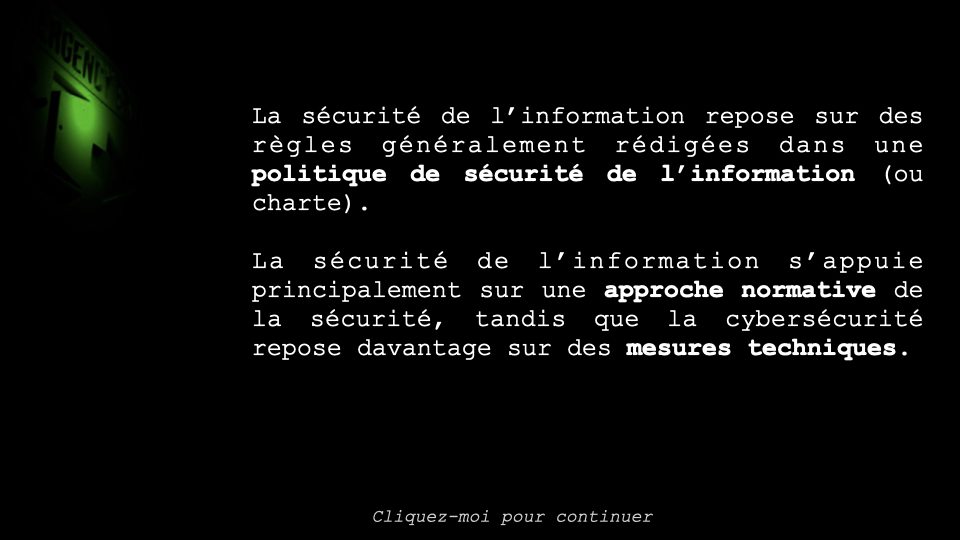 La sécurité de l’information repose sur des
règles généralement rédigées dans une
politique de sécurité de l’information (ou
charte).
La sécurité de l’information s’appuie
principalement sur une approche normative de
la sécurité, tandis que la cybersécurité
repose davantage sur des mesures techniques.
Cliquez-moi pour continuer